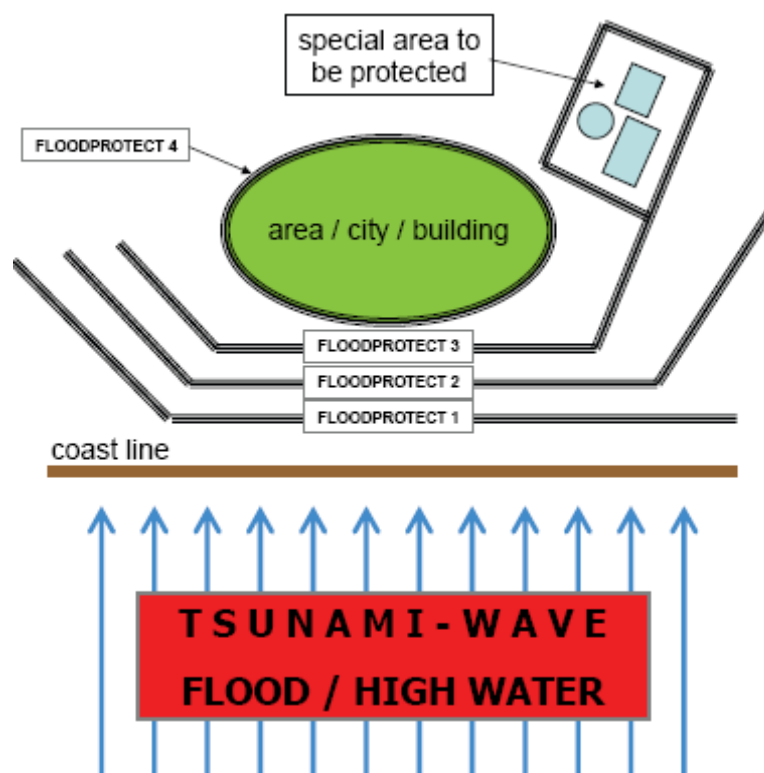 special area to
be protected
FLOODPROTECT 4
area / city / building
FLOODPROTECT 3
FLOODPROTECT 2
FLOODPROTECT 1
coast line
TSUNAMI-WAVE
FLOOD / HIGH WATER